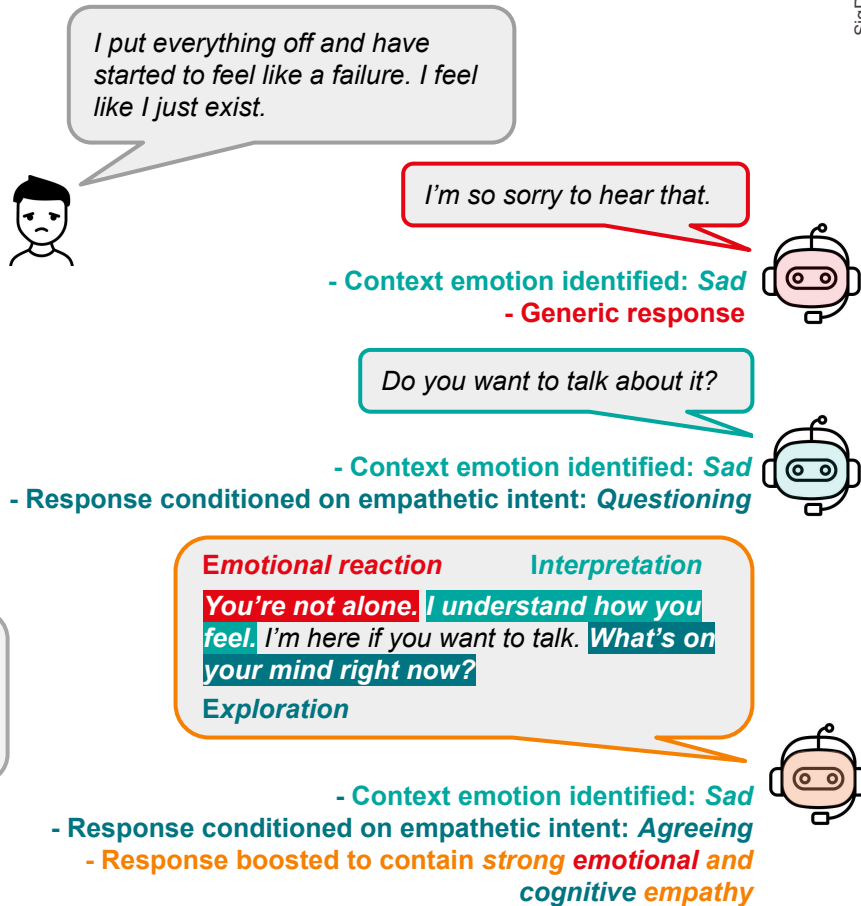 I put everything off and have
started to feel like a failure. I feel
like I just exist.
I'm so sorry to hear that.
- Context emotion identified: Sad
- Generic response
Do you want to talk about it?
- Context emotion identified: Sad
- Response conditioned on empathetic intent: Questioning
Emotional reaction Interpretation
You're not alone. I understand how you
feel. I'm here if you want to talk. What's on
your mind right now?
Exploration
- Context emotion identified: Sad
- Response conditioned on empathetic intent: Agreeing
- Response boosted to contain strong emotional and
cognitive empathy